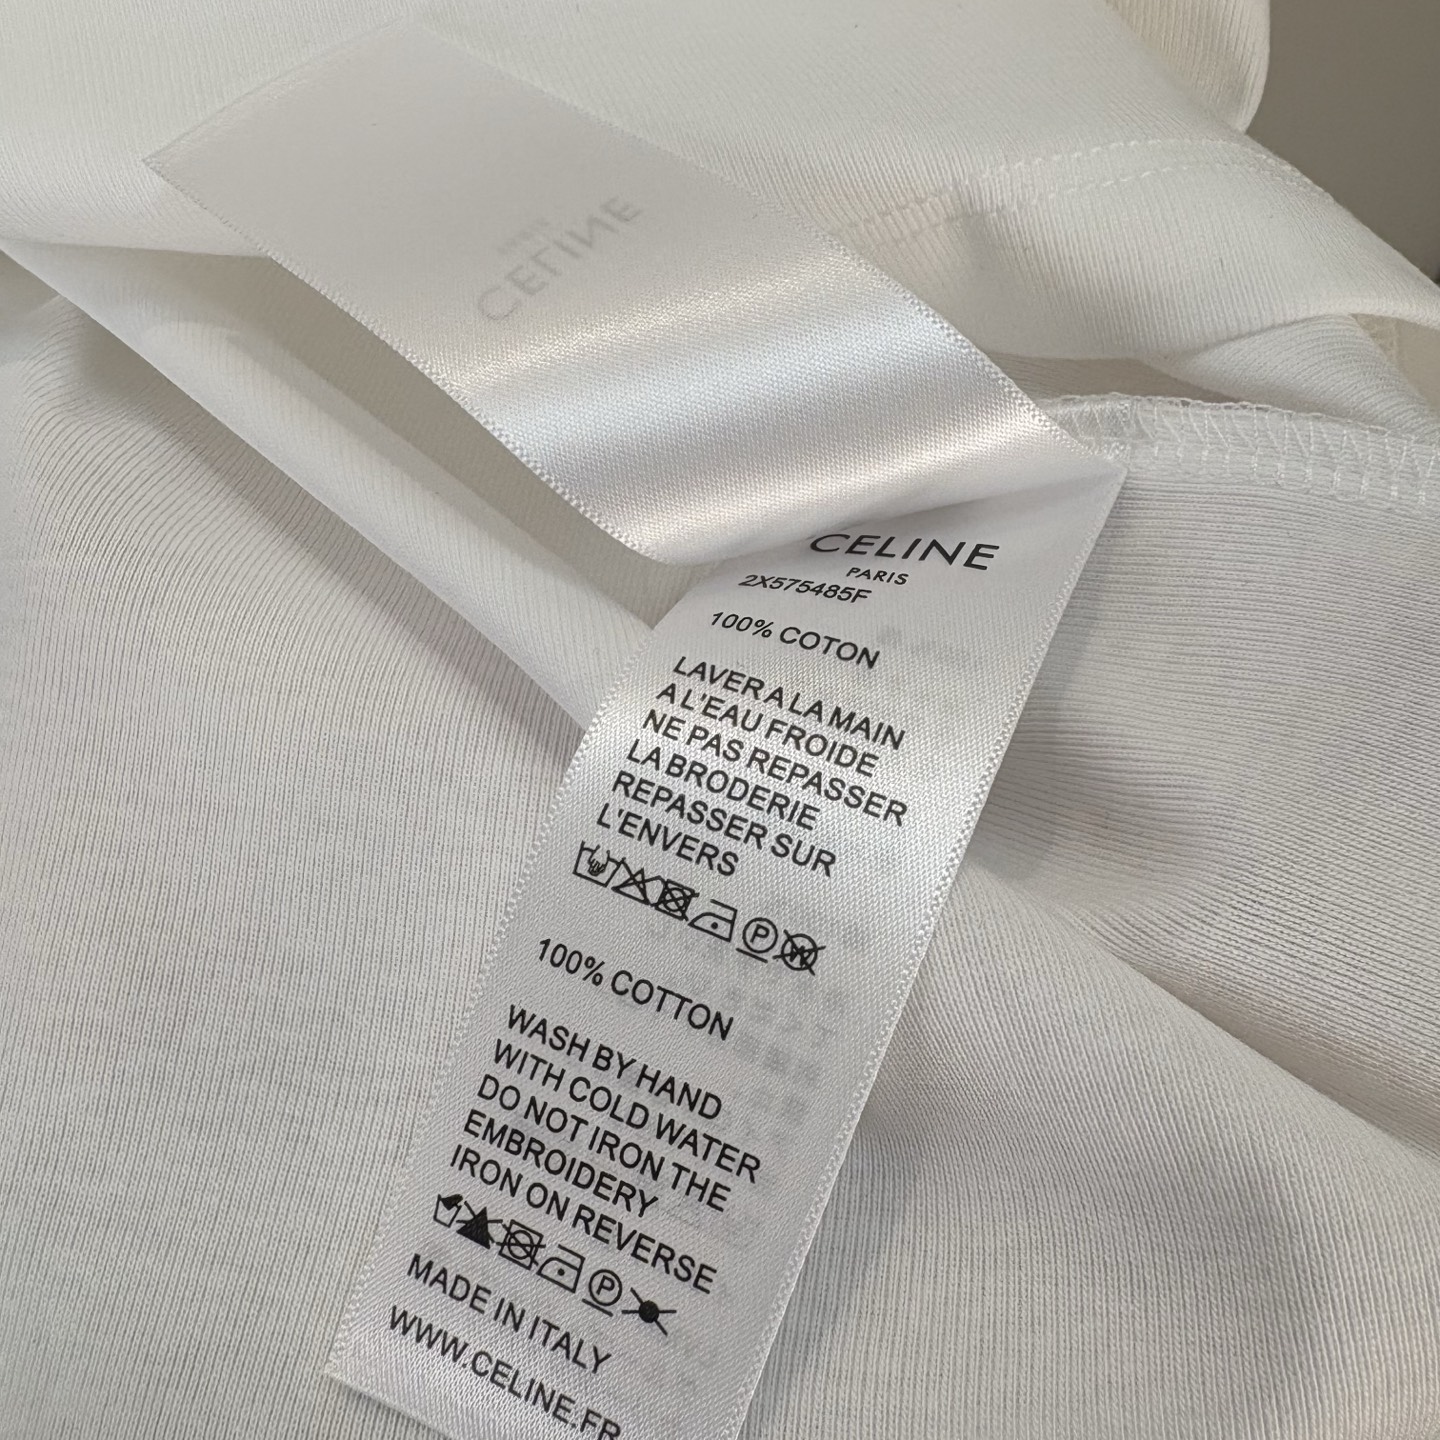 CELINE
CELINE
PARIS
2X575485F
100% COTON
LAVER A LA MAIN
A L'EAU FROIDE
NE PAS REPASSER
LA BRODERIE
REPASSER SUR
L'ENVERS
P W
100% COTTON
WASH BY HAND
WITH COLD WATER
DO NOT IRON THE
EMBROIDERY
IRON ON REVERSE
P
MADE IN ITALY
WWW.CELINE.FR